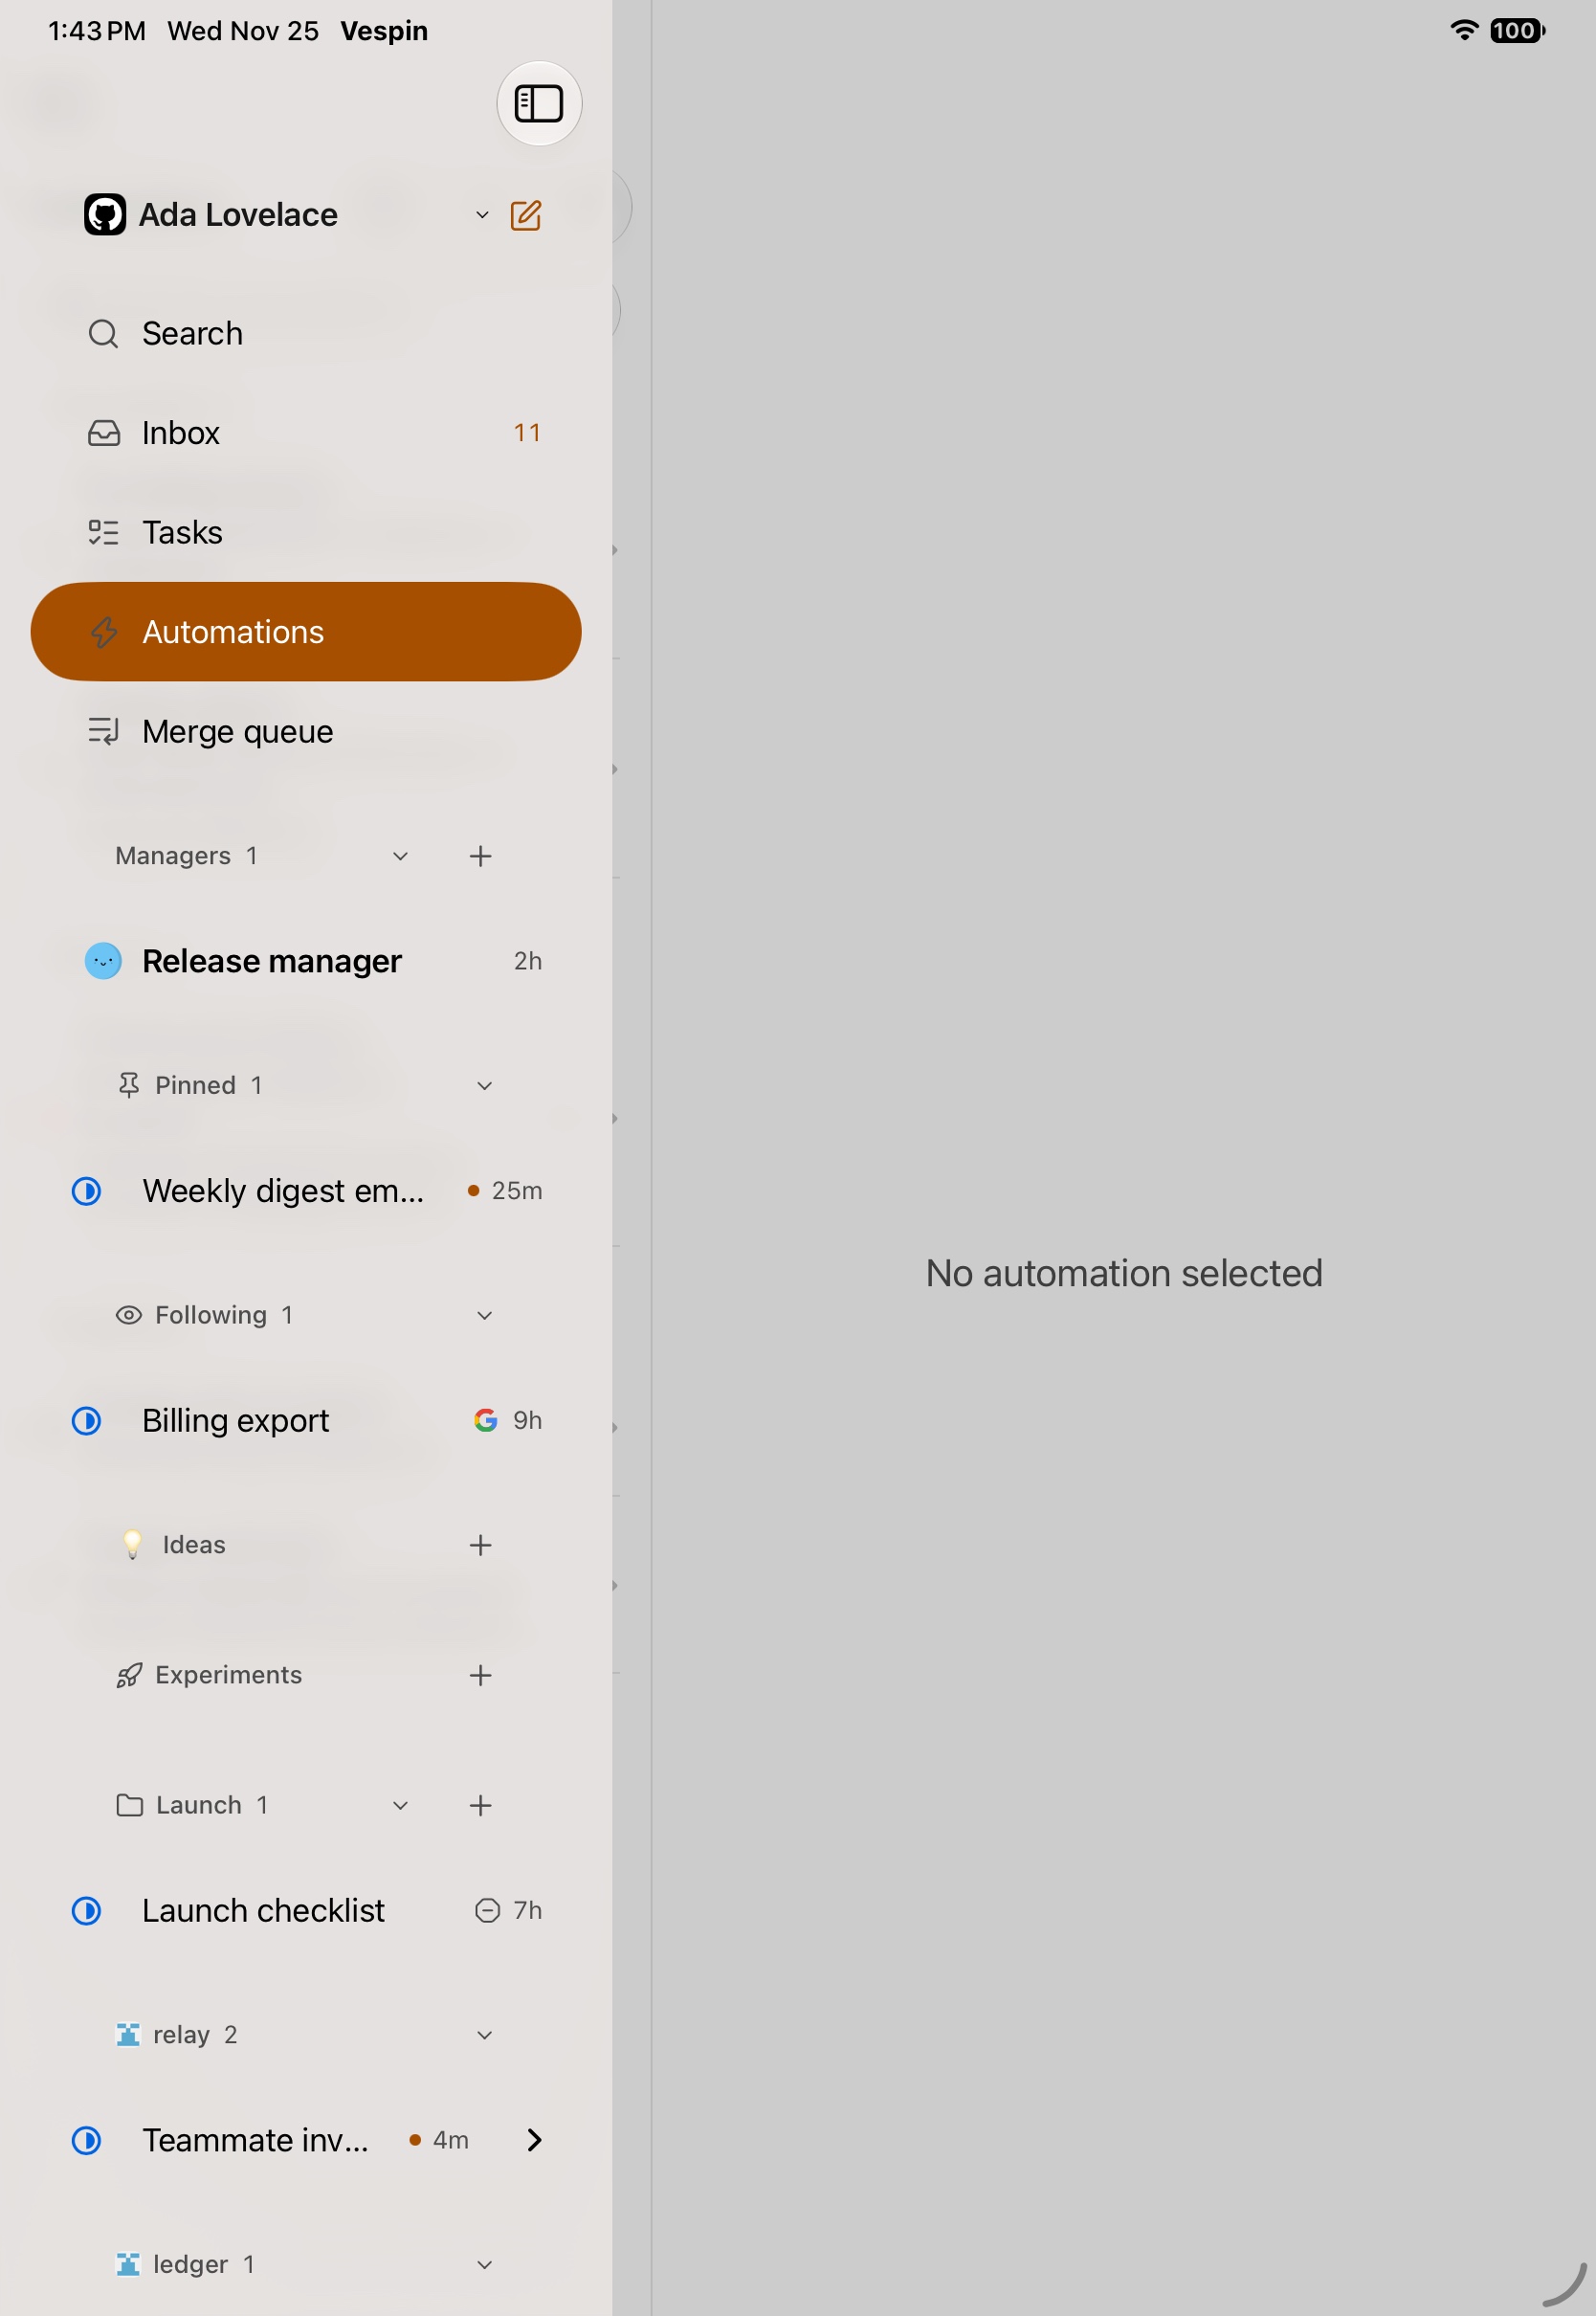 1:43 PM Wed Nov 25 Vespin
100
Ada Lovelace
Search
Inbox 11
Tasks
Automations
Merge queue
Managers 1
Release manager 2h
Pinned 1
Weekly digest em... 25m
Following 1
Billing export 9h
Ideas
Experiments
Launch 1
Launch checklist 7h
relay 2
Teammate inv... 4m
ledger 1
No automation selected